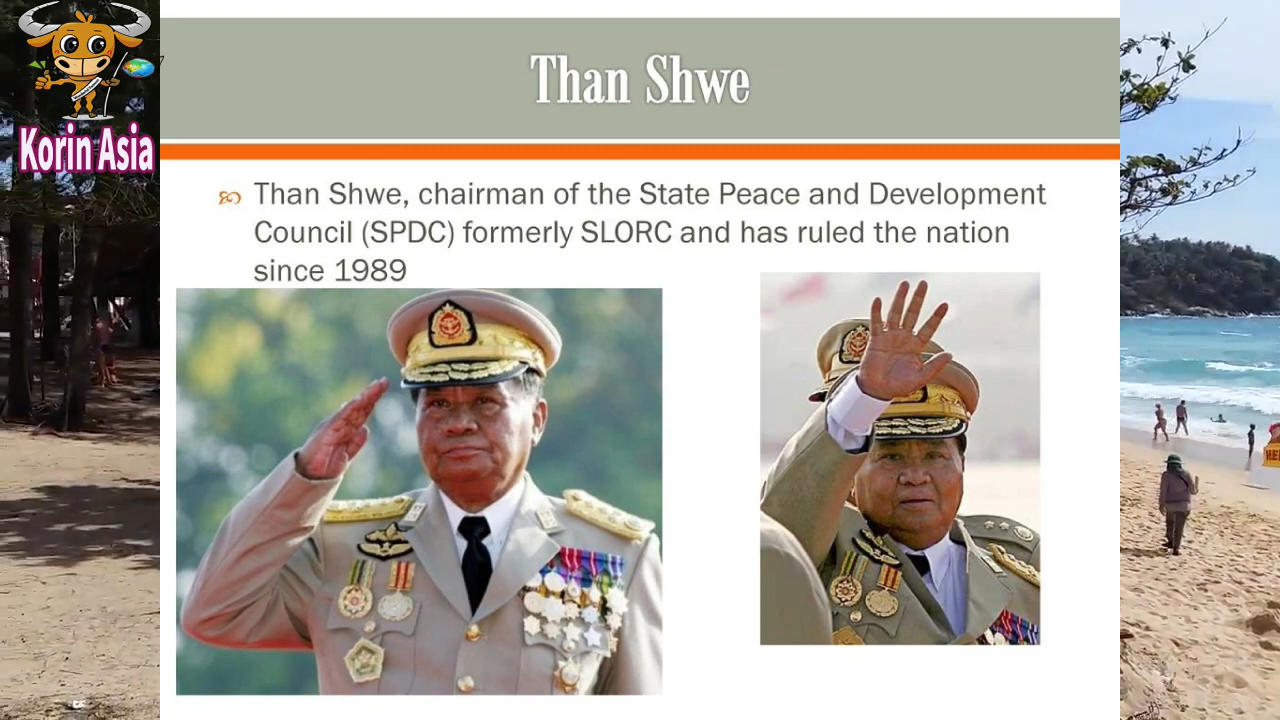 Korin Asia
Than Shwe
Than Shwe, chairman of the State Peace and Development
Council (SPDC) formerly SLORC and has ruled the nation
since 1989